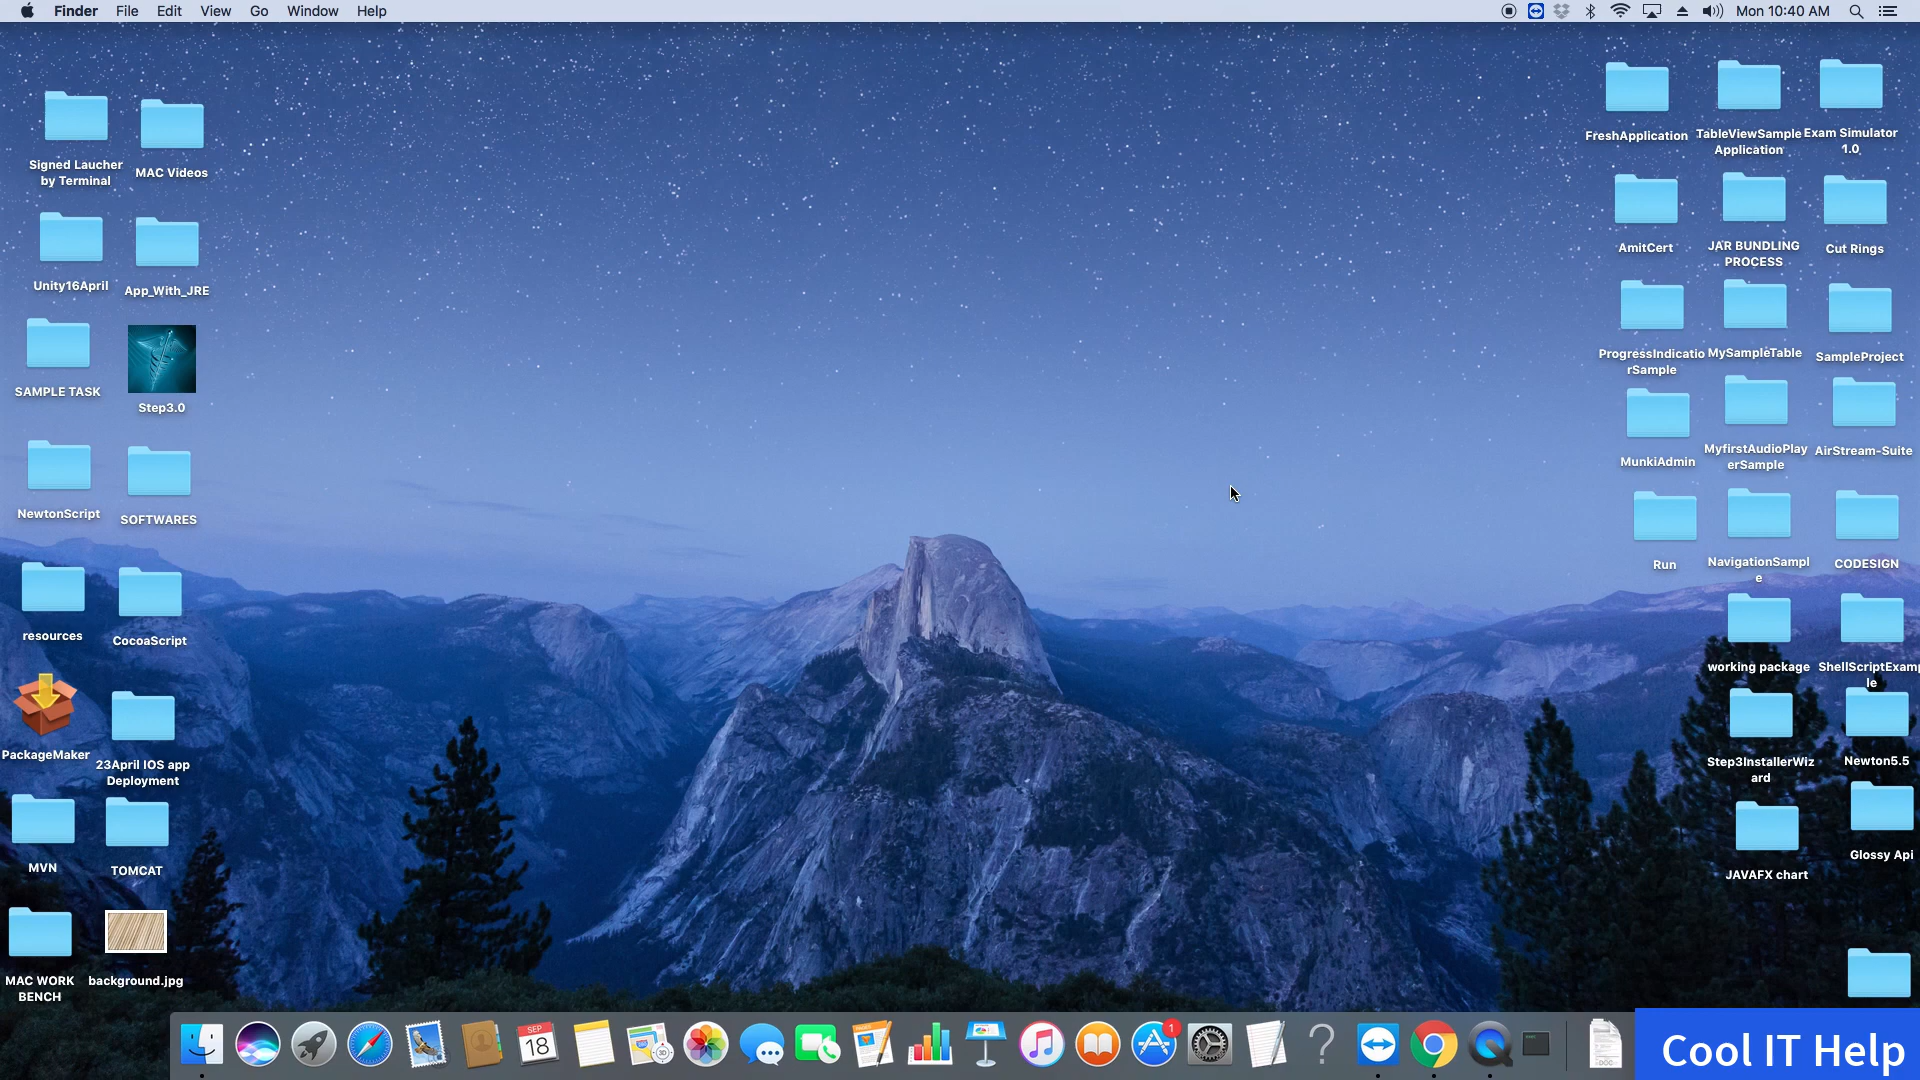 Finder File Edit View Go Window Help
Mon 10:40 AM
Signed Laucher
by Terminal
MAC Videos
Unity16April
App_With_JRE
SAMPLE TASK
Step3.0
NewtonScript
SOFTWARES
resources
CocoaScript
PackageMaker
23April IOS app
Deployment
MVN
TOMCAT
MAC WORK
BENCH
background.jpg
FreshApplication
TableViewSample
Application
Exam Simulator
1.0
AmitCert
JAR BUNDLING
PROCESS
Cut Rings
ProgressIndicatio
rSample
MySampleTable
SampleProject
MunkiAdmin
MyfirstAudioPlay
erSample
AirStream-Suite
Run
NavigationSampl
e
CODESIGN
working package
ShellScriptExamp
le
Step3InstallerWiz
ard
Newton5.5
JAVAFX chart
Glossy Api
SEP
18
3D
PAGES
1
?
Cool IT Help